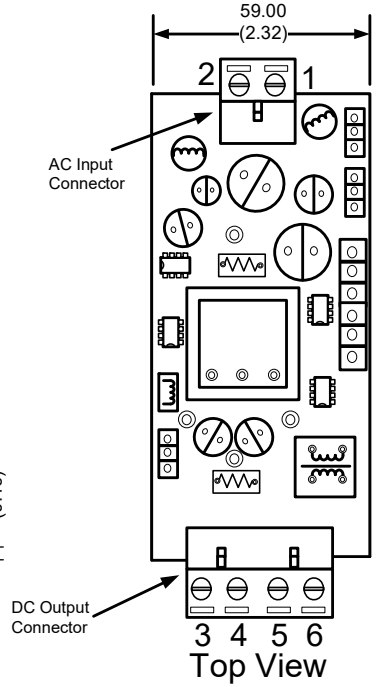 59.00
(2.32)
2 1
AC Input
Connector
DC Output
Connector
3 4 5 6
Top View